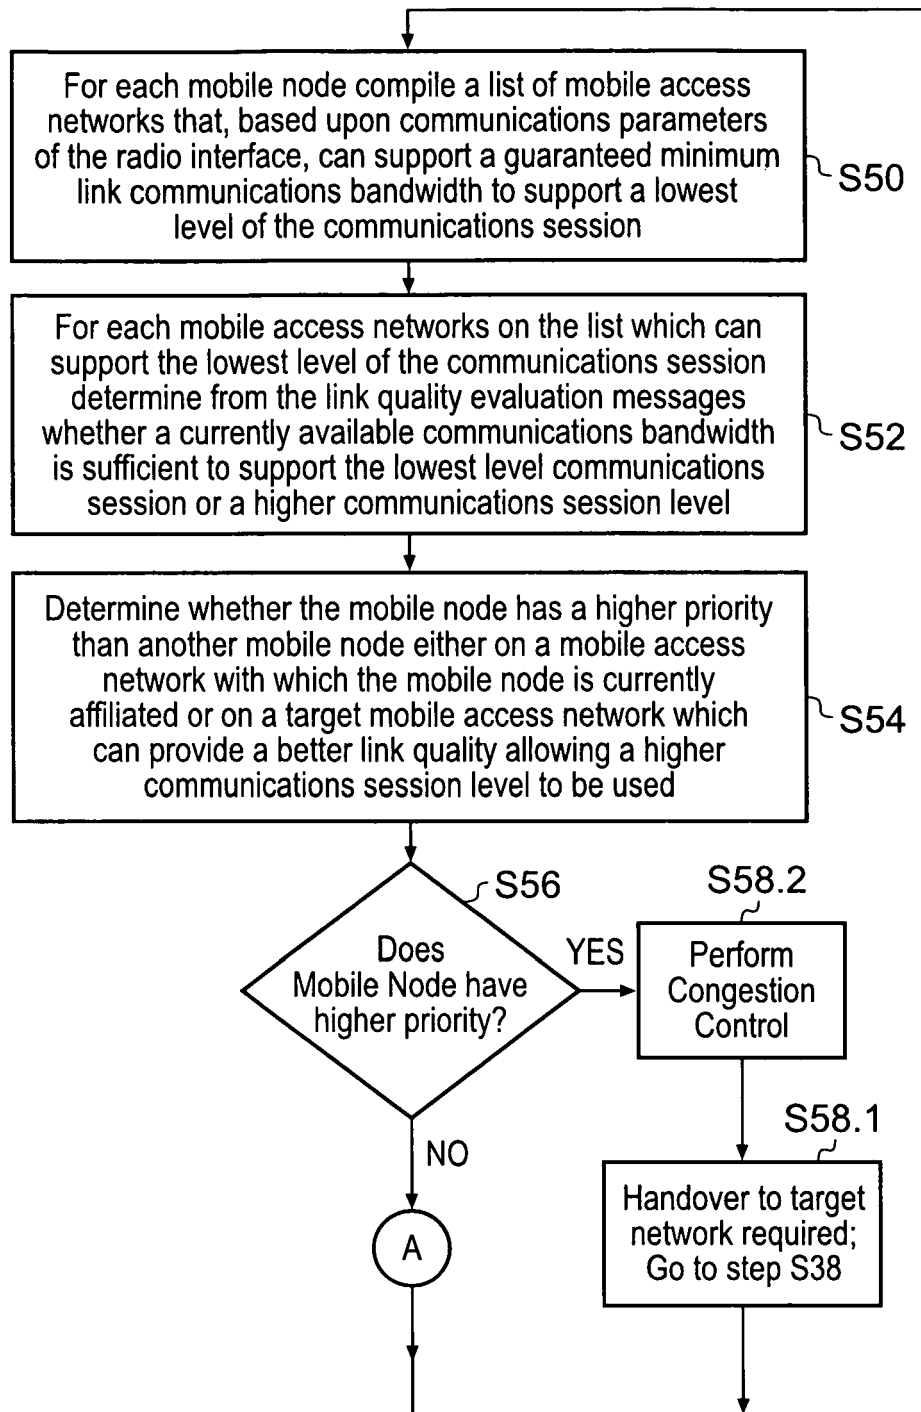 For each mobile node compile a list of mobile access
networks that, based upon communications parameters
of the radio interface, can support a guaranteed minimum
link communications bandwidth to support a lowest
level of the communications session
S50
For each mobile access networks on the list which can
support the lowest level of the communications session
determine from the link quality evaluation messages
whether a currently available communications bandwidth
is sufficient to support the lowest level communications
session or a higher communications session level
S52
Determine whether the mobile node has a higher priority
than another mobile node either on a mobile access
network with which the mobile node is currently
affiliated or on a target mobile access network which
can provide a better link quality allowing a higher
communications session level to be used
S54
S56
Does
Mobile Node have
higher priority?
YES
S58.2
Perform
Congestion
Control
NO
S58.1
Handover to target
network required;
Go to step S38
A